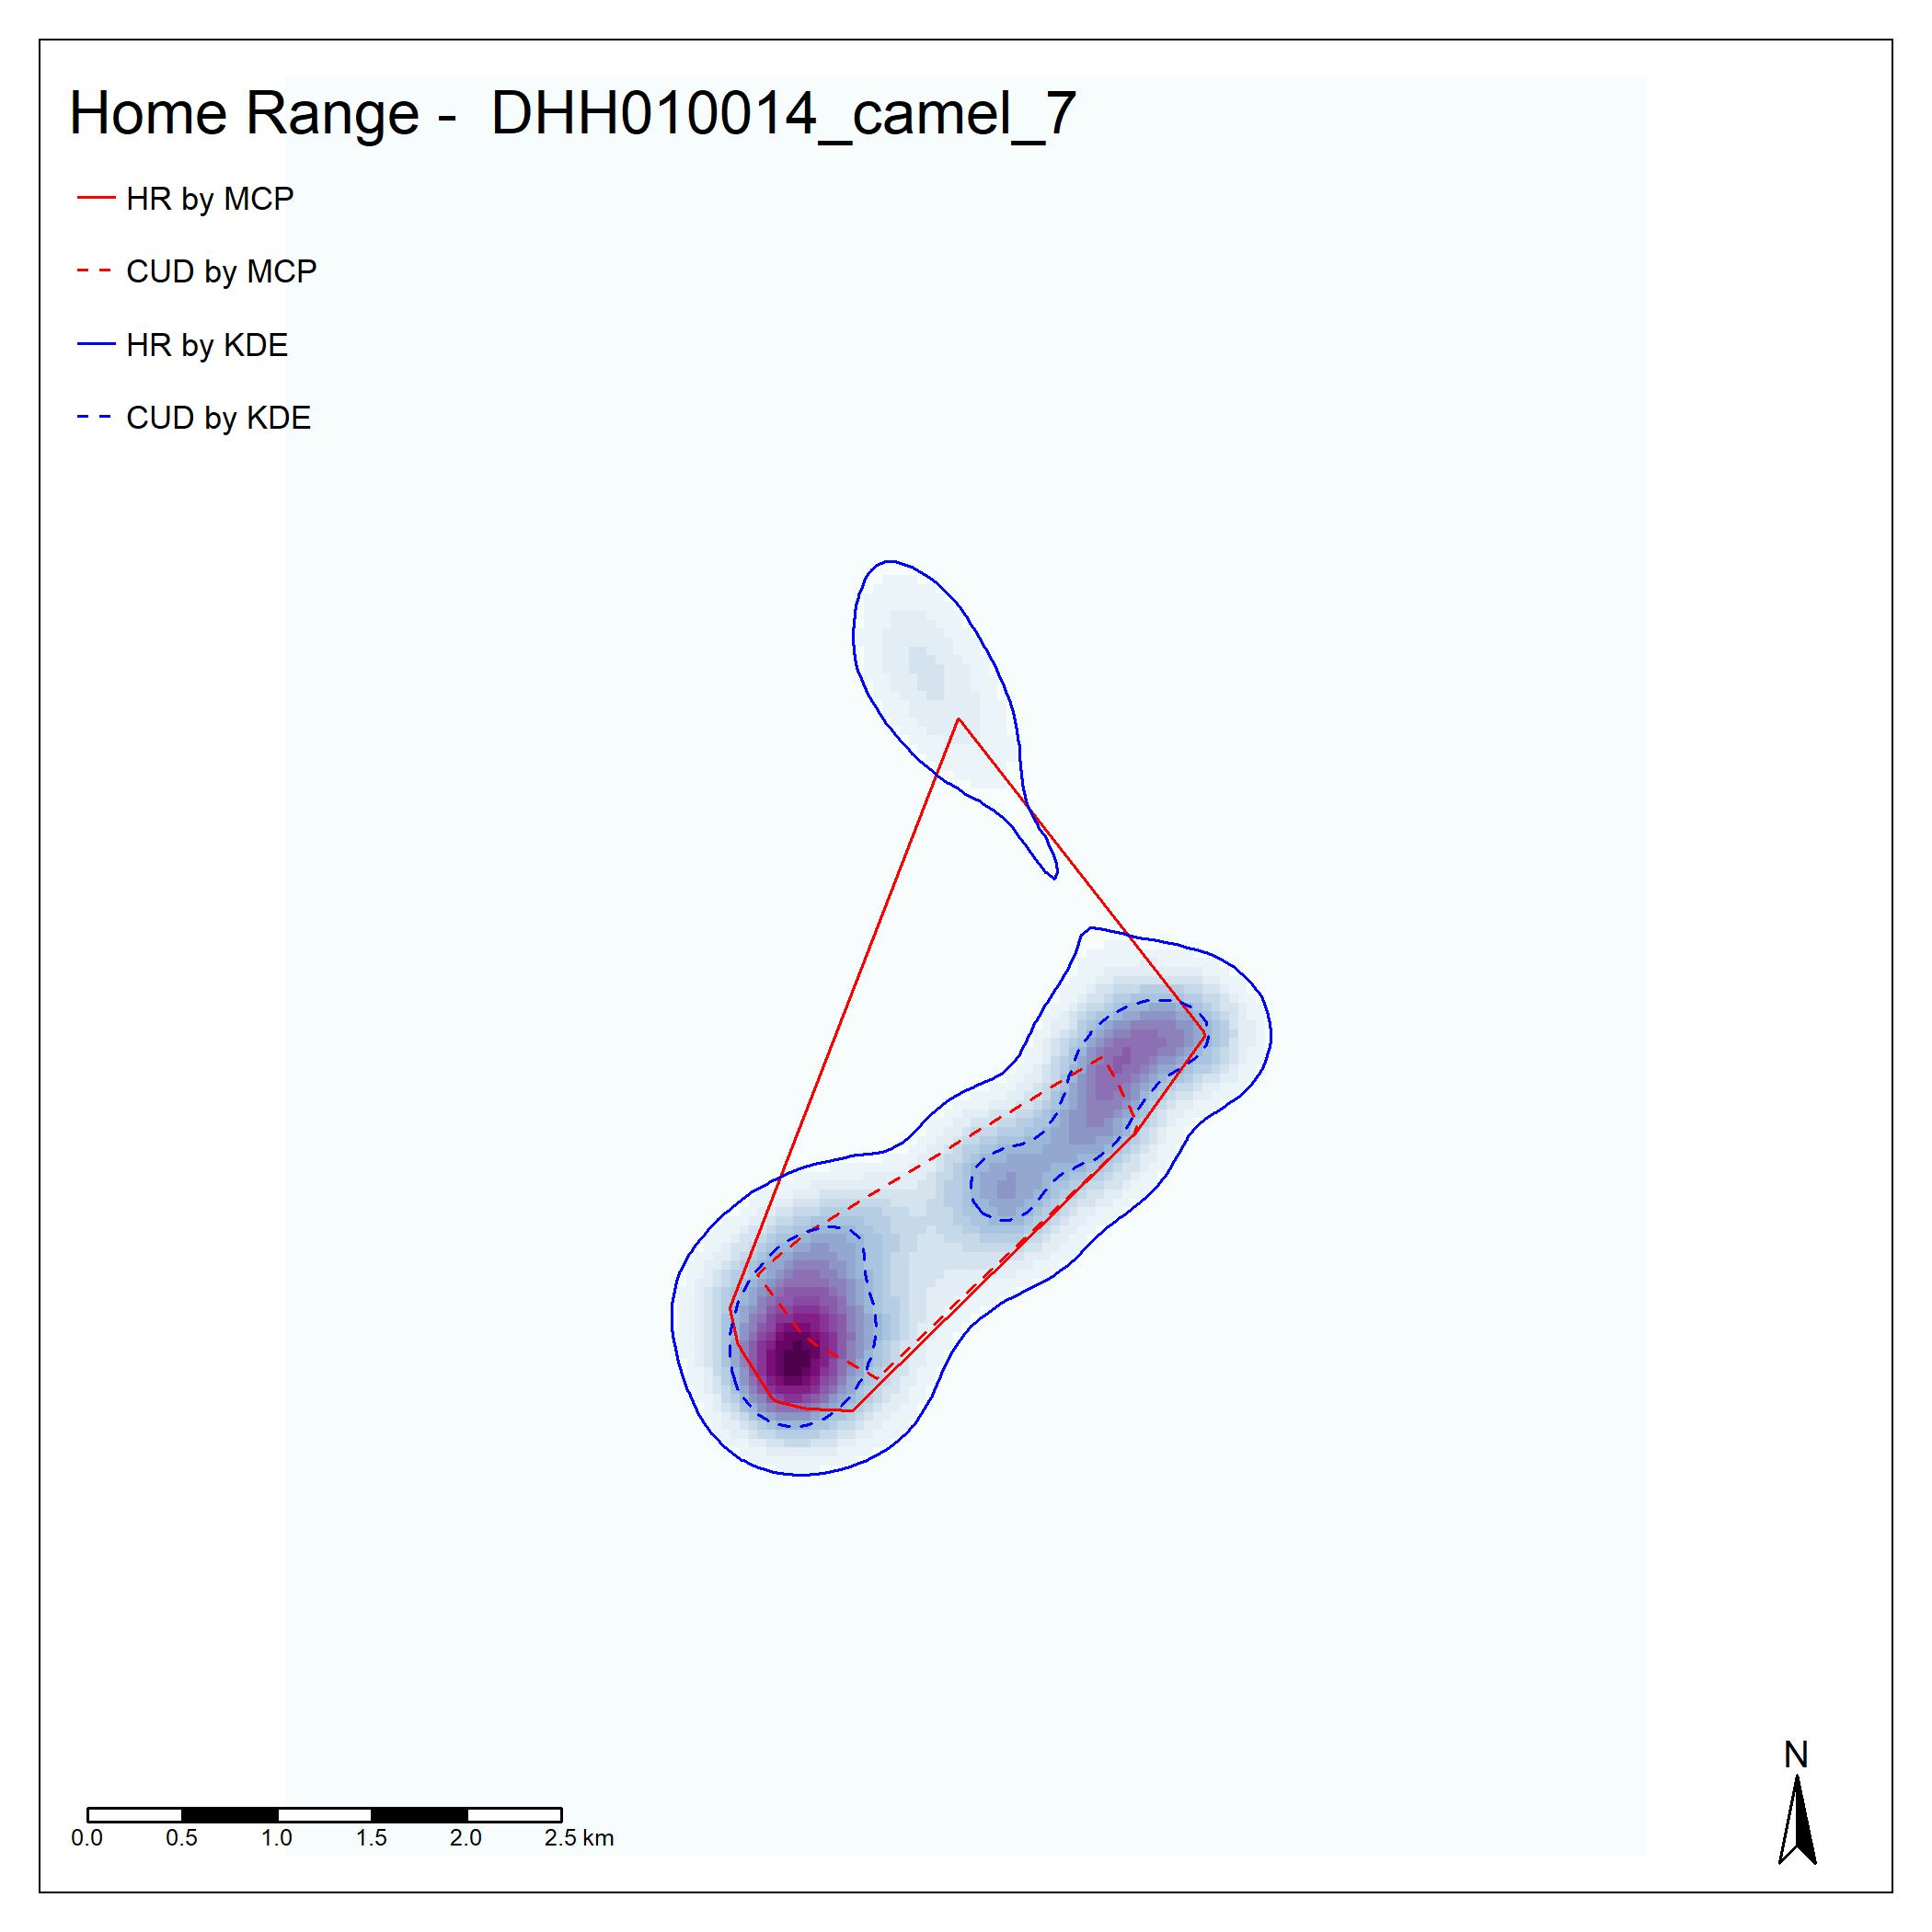 Home Range -  DHH010014_camel_7
HR by MCP
CUD by MCP
HR by KDE
CUD by KDE
N
0.0 0.5 1.0 1.5 2.0 2.5 km